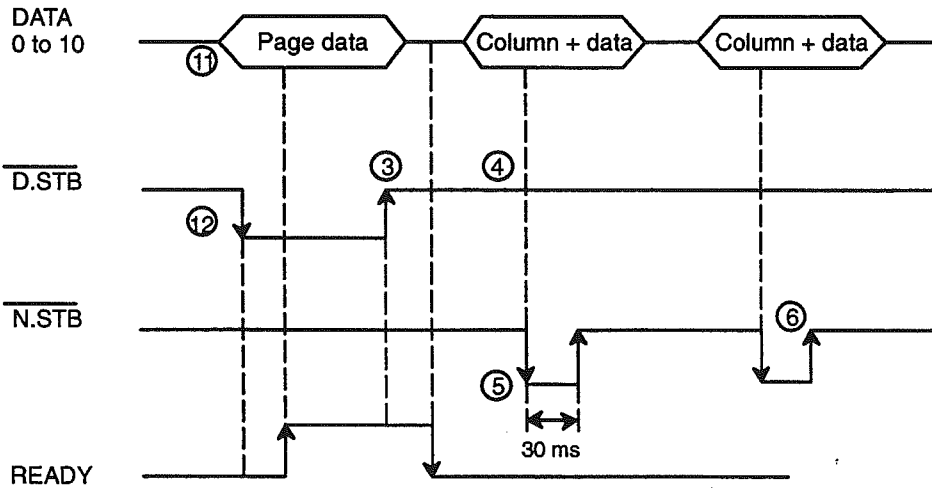 DATA
0 to 10
Page data
Column + data
Column + data
11
D.STB
3
4
12
N.STB
6
5
30 ms
READY